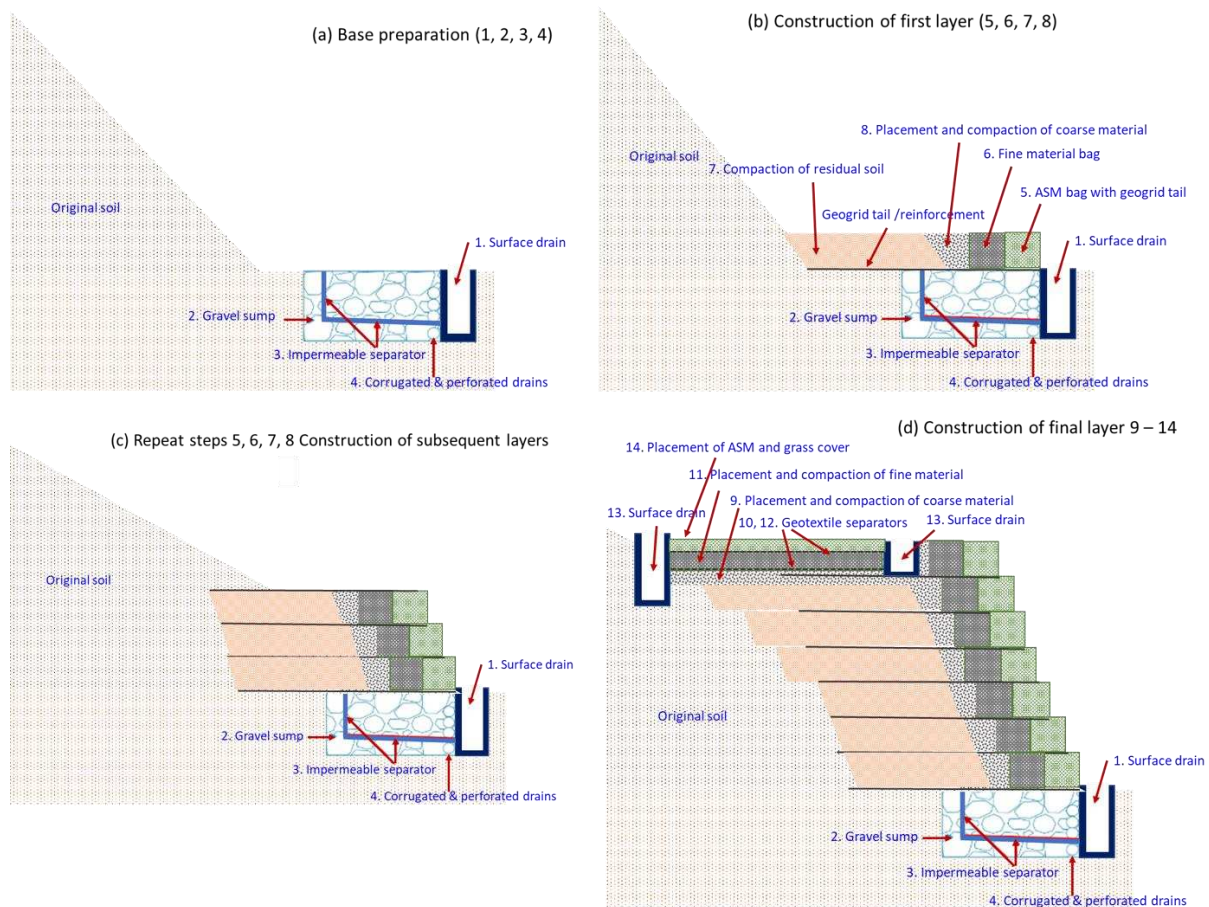 (a) Base preparation (1, 2, 3, 4)
Original soil
1. Surface drain
2. Gravel sump
3. Impermeable separator
4. Corrugated & perforated drains
(b) Construction of first layer (5, 6, 7, 8)
8. Placement and compaction of coarse material
Original soil
6. Fine material bag
7. Compaction of residual soil
5. ASM bag with geogrid tail
Geogrid tail /reinforcement
1. Surface drain
2. Gravel sump
3. Impermeable separator
4. Corrugated & perforated drains
(c) Repeat steps 5, 6, 7, 8 Construction of subsequent layers
Original soil
1. Surface drain
2. Gravel sump
3. Impermeable separator
4. Corrugated & perforated drains
(d) Construction of final layer 9 – 14
14. Placement of ASM and grass cover
11. Placement and compaction of fine material
9. Placement and compaction of coarse material
13. Surface drain
10, 12. Geotextile separators
13. Surface drain
Original soil
1. Surface drain
2. Gravel sump
3. Impermeable separator
4. Corrugated & perforated drains